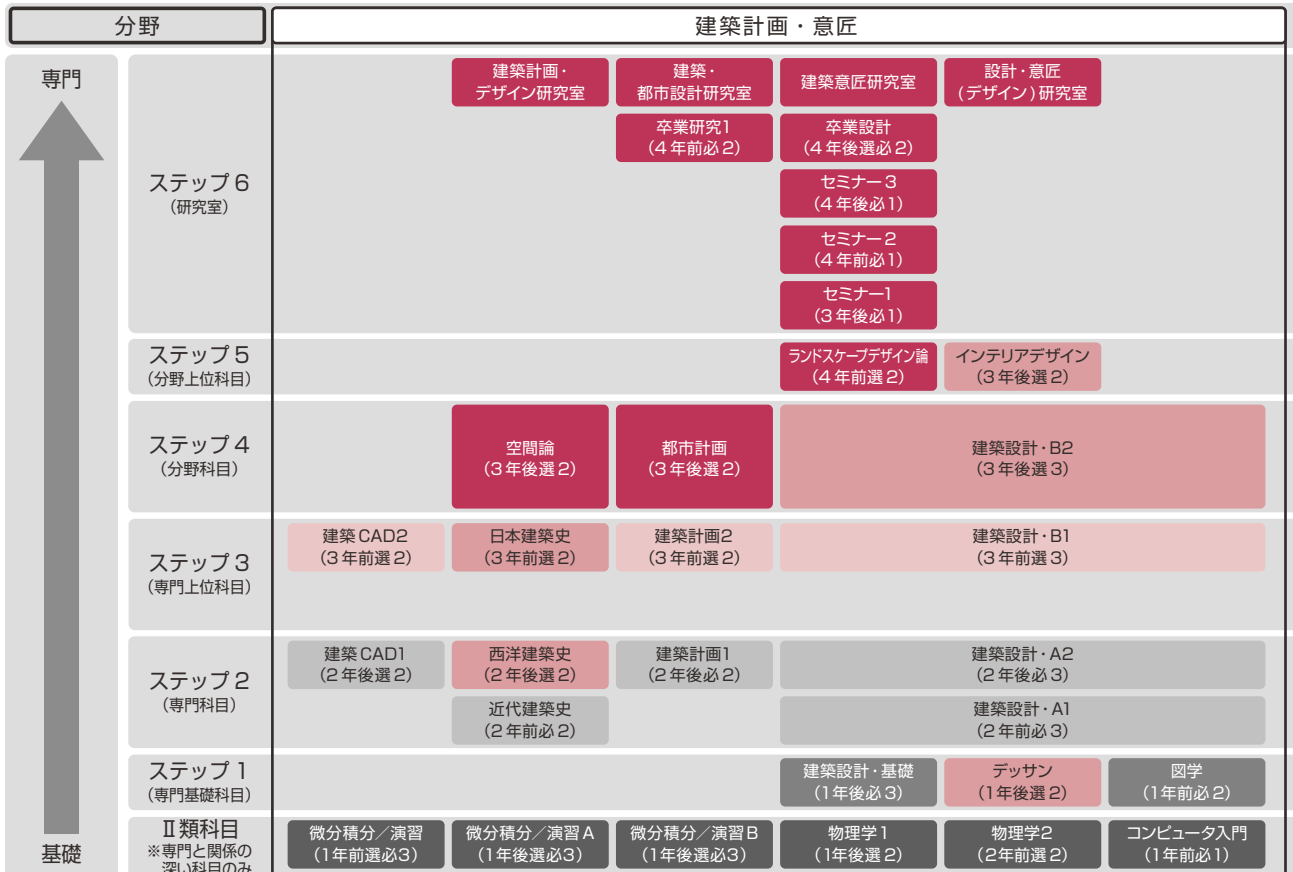 分野
建築計画・意匠
専門
基礎
ステップ6
(研究室)
建築計画・
デザイン研究室
建築・
都市設計研究室
建築意匠研究室
設計・意匠
(デザイン)研究室
卒業研究1
(4年前必2)
卒業設計
(4年後選必2)
セミナー3
(4年後必1)
セミナー2
(4年前必1)
セミナー1
(3年後必1)
ステップ5
(分野上位科目)
ランドスケープデザイン論
(4年前選2)
インテリアデザイン
(3年後選2)
ステップ4
(分野科目)
空間論
(3年後選2)
都市計画
(3年後選2)
建築設計・B2
(3年後選3)
ステップ3
(専門上位科目)
建築CAD2
(3年前選2)
日本建築史
(3年前選2)
建築計画2
(3年前選2)
建築設計・B1
(3年前選3)
ステップ2
(専門科目)
建築CAD1
(2年後選2)
西洋建築史
(2年後選2)
建築計画1
(2年後必2)
建築設計・A2
(2年後必3)
近代建築史
(2年前必2)
建築設計・A1
(2年前必3)
ステップ1
(専門基礎科目)
建築設計・基礎
(1年後必3)
デッサン
(1年後選2)
図学
(1年前必2)
Ⅱ類科目
※専門と関係の
深い科目のみ
微分積分/演習
(1年前選必3)
微分積分/演習A
(1年後選必3)
微分積分/演習B
(1年後選必3)
物理学1
(1年後選2)
物理学2
(2年前選2)
コンピュータ入門
(1年前必1)